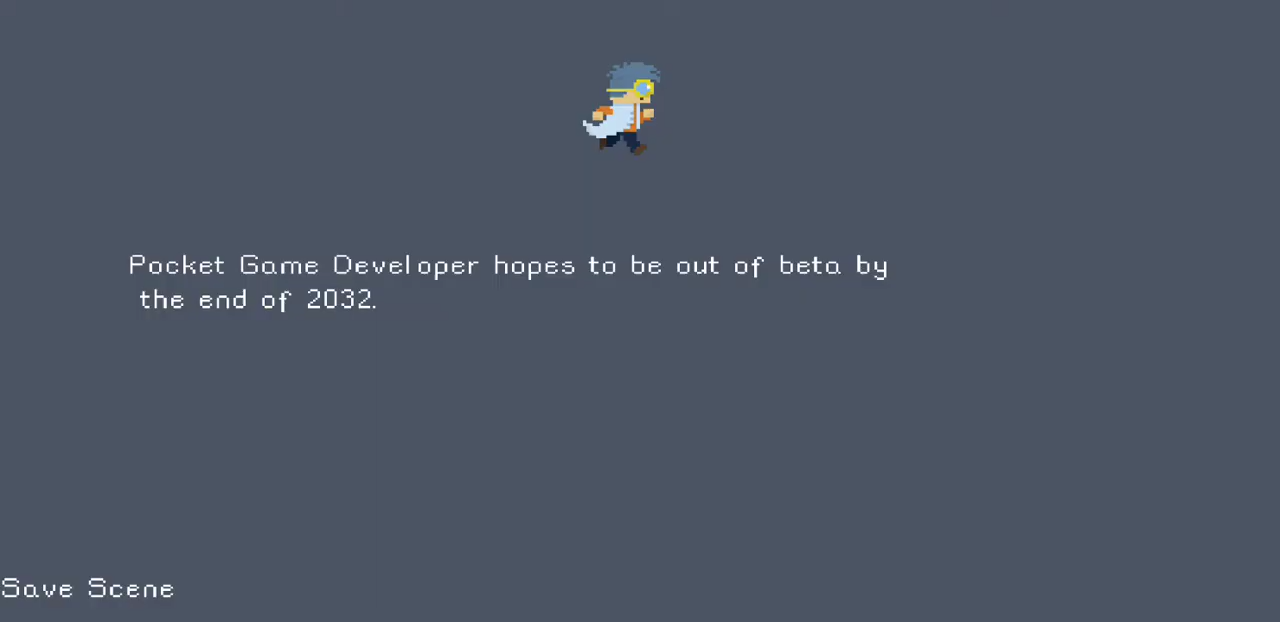 Pocket Game Developer hopes to be out of beta by
the end of 2032.
Save Scene